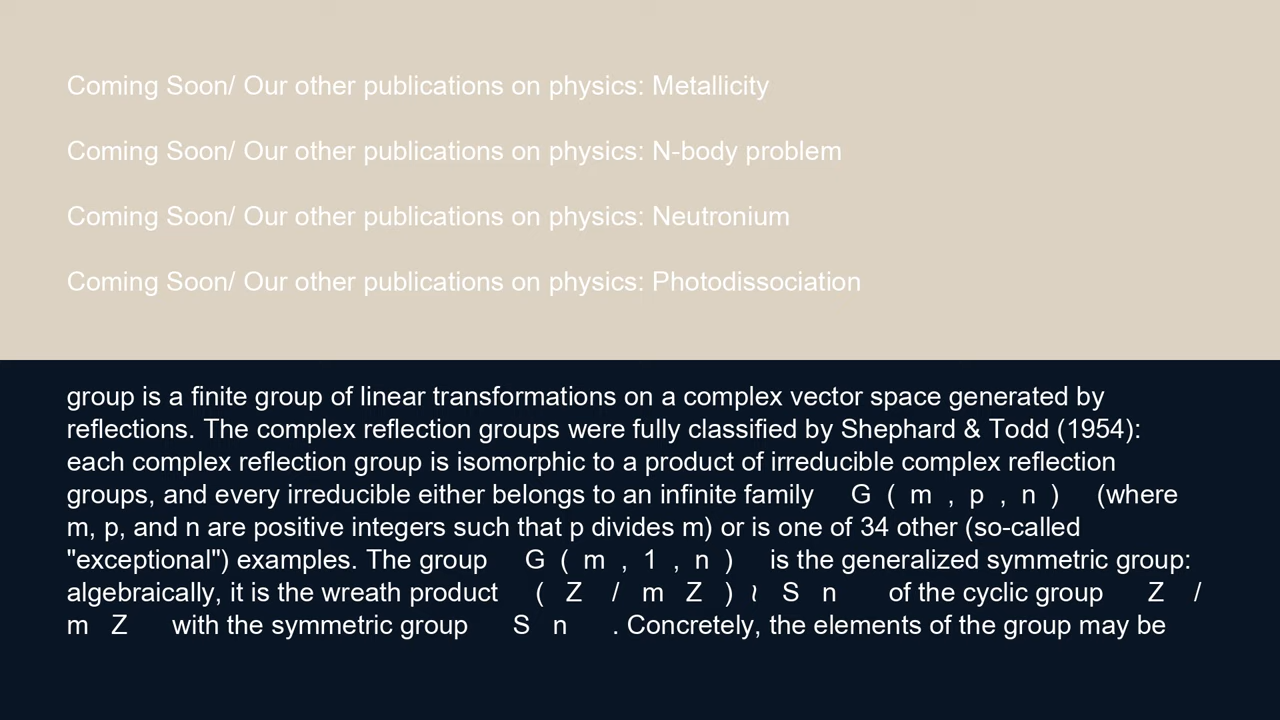 Coming Soon/ Our other publications on physics: Metallicity
Coming Soon/ Our other publications on physics: N-body problem
Coming Soon/ Our other publications on physics: Neutronium
Coming Soon/ Our other publications on physics: Photodissociation
group is a finite group of linear transformations on a complex vector space generated by
reflections. The complex reflection groups were fully classified by Shephard & Todd (1954):
each complex reflection group is isomorphic to a product of irreducible complex reflection
groups, and every irreducible either belongs to an infinite family G ( m , p , n ) (where
m, p, and n are positive integers such that p divides m) or is one of 34 other (so-called
"exceptional") examples. The group G ( m , 1 , n ) is the generalized symmetric group:
algebraically, it is the wreath product ( Z / m Z ) ≀ S n of the cyclic group Z /
m Z with the symmetric group S n . Concretely, the elements of the group may be